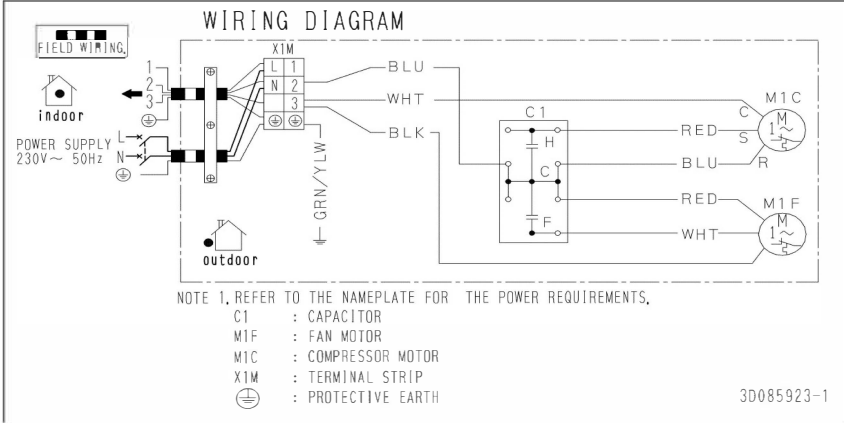 WIRING DIAGRAM
FIELD WIRING.
X1M
L 1
N 2
3
1
2
3
indoor
POWER SUPPLY
230V~ 50Hz
L
N
BLU
WHT
BLK
GRN/YLW
C1
H
C
F
RED
BLU
RED
WHT
C
S
R
M1C
M
1~
M1F
M
1~
outdoor
NOTE 1. REFER TO THE NAMEPLATE FOR THE POWER REQUIREMENTS.
C1 : CAPACITOR
M1F : FAN MOTOR
M1C : COMPRESSOR MOTOR
X1M : TERMINAL STRIP
: PROTECTIVE EARTH
3D085923-1